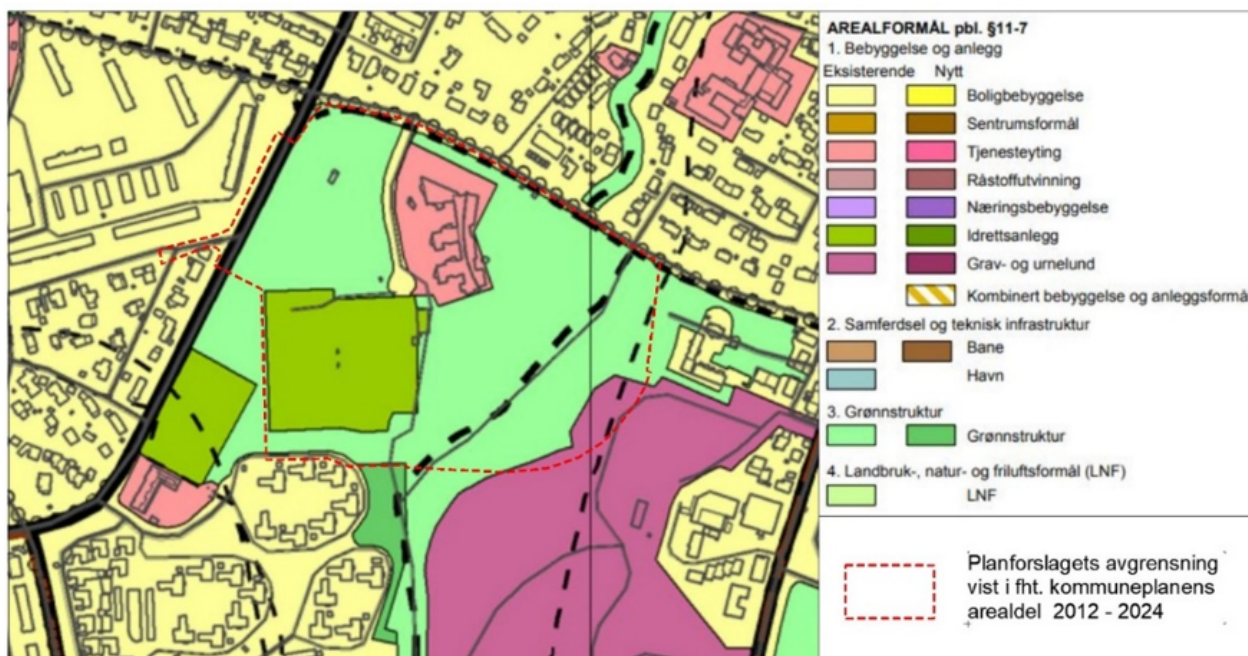 AREALFORMÅL pbl. §11-7
1. Bebyggelse og anlegg
Eksisterende Nytt
Boligbebyggelse
Sentrumsformål
Tjenesteyting
Råstoffutvinning
Næringsbebyggelse
Idrettsanlegg
Grav- og urnelund
Kombinert bebyggelse og anleggsformå
2. Samferdsel og teknisk infrastruktur
Bane
Havn
3. Grønnstruktur
Grønnstruktur
4. Landbruk-, natur- og friluftsformål (LNF)
LNF
Planforslagets avgrensning
vist i fht. kommuneplanens
arealdel 2012 - 2024